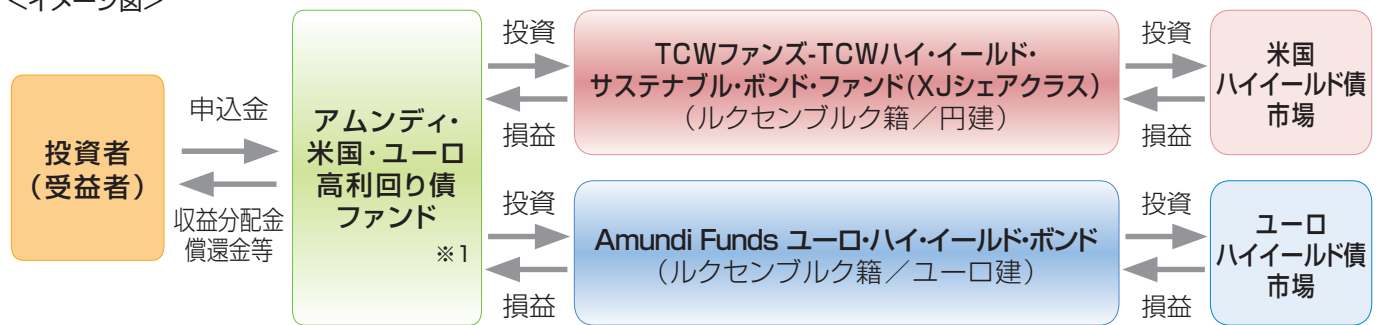 <イメージ図>
投資者
(受益者)
申込金
収益分配金
償還金等
アムンディ・
米国・ユーロ
高利回り債
ファンド
※1
投資
損益
TCWファンズ-TCWハイ・イールド・
サステナブル・ボンド・ファンド(XJシェアクラス)
(ルクセンブルク籍/円建)
投資
損益
米国
ハイイールド債
市場
投資
損益
Amundi Funds ユーロ・ハイ・イールド・ボンド
(ルクセンブルク籍/ユーロ建)
投資
損益
ユーロ
ハイイールド債
市場